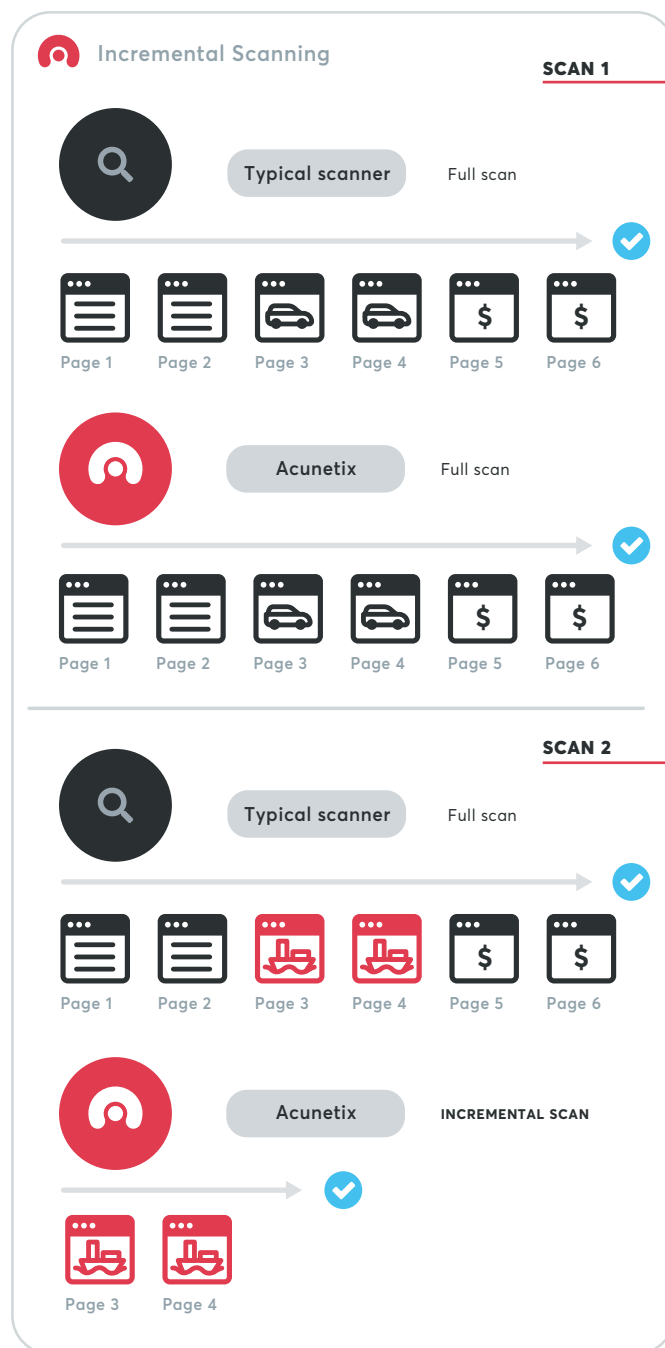 Incremental Scanning
SCAN 1
Typical scanner Full scan
$ $
Page 1 Page 2 Page 3 Page 4 Page 5 Page 6
Acunetix Full scan
$ $
Page 1 Page 2 Page 3 Page 4 Page 5 Page 6
SCAN 2
Typical scanner Full scan
$ $
Page 1 Page 2 Page 3 Page 4 Page 5 Page 6
Acunetix INCREMENTAL SCAN
Page 3 Page 4